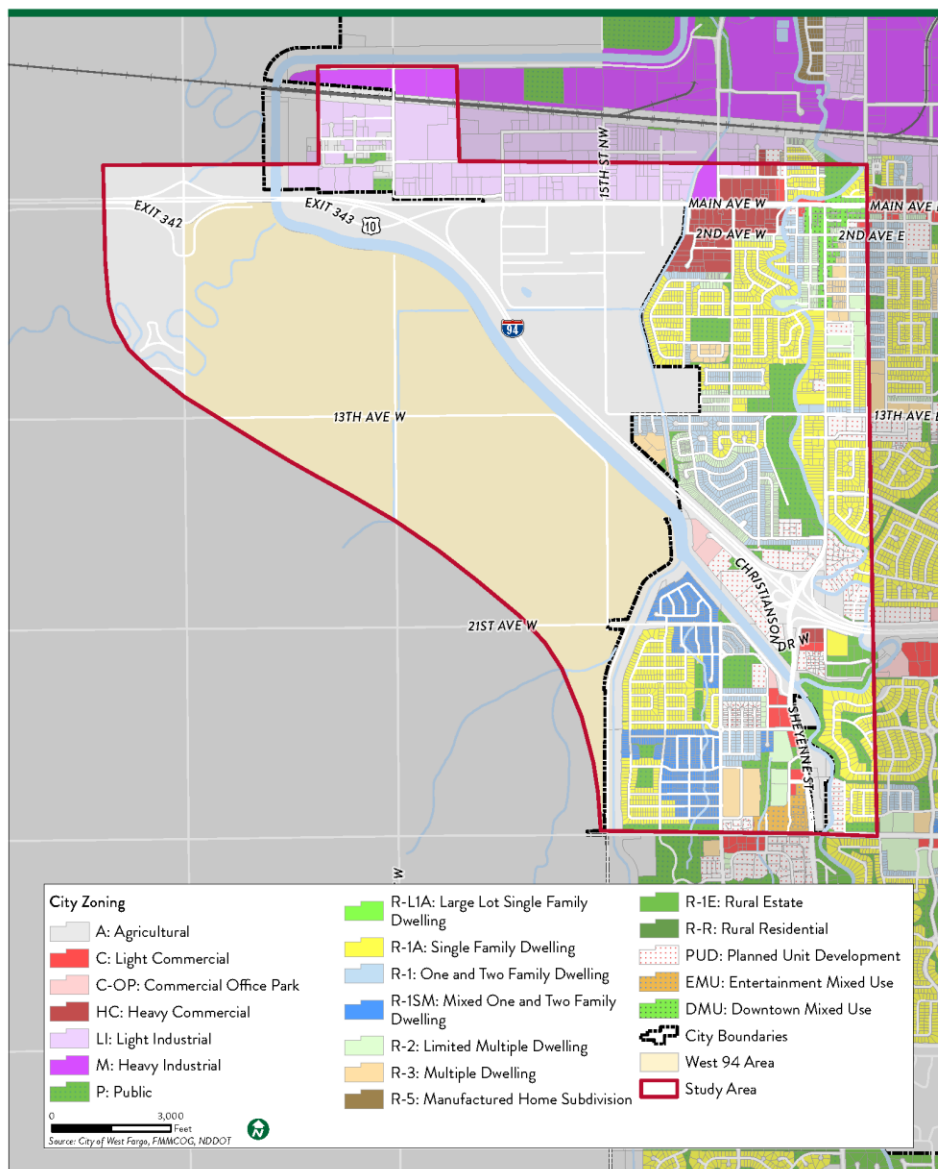 15TH ST NW
EXIT 342
EXIT 343
10
MAIN AVE W
MAIN AVE E
2ND AVE W
2ND AVE E
94
13TH AVE W
13TH AVE E
CHRISTIANSON
DR W
21ST AVE W
SHEYENNE ST
W
City Zoning
A: Agricultural
C: Light Commercial
C-OP: Commercial Office Park
HC: Heavy Commercial
LI: Light Industrial
M: Heavy Industrial
P: Public
R-L1A: Large Lot Single Family
Dwelling
R-1A: Single Family Dwelling
R-1: One and Two Family Dwelling
R-1SM: Mixed One and Two Family
Dwelling
R-2: Limited Multiple Dwelling
R-3: Multiple Dwelling
R-5: Manufactured Home Subdivision
R-1E: Rural Estate
R-R: Rural Residential
PUD: Planned Unit Development
EMU: Entertainment Mixed Use
DMU: Downtown Mixed Use
City Boundaries
West 94 Area
Study Area
0 3,000
Feet
N
Source: City of West Fargo, FMMCOG, NDDOT